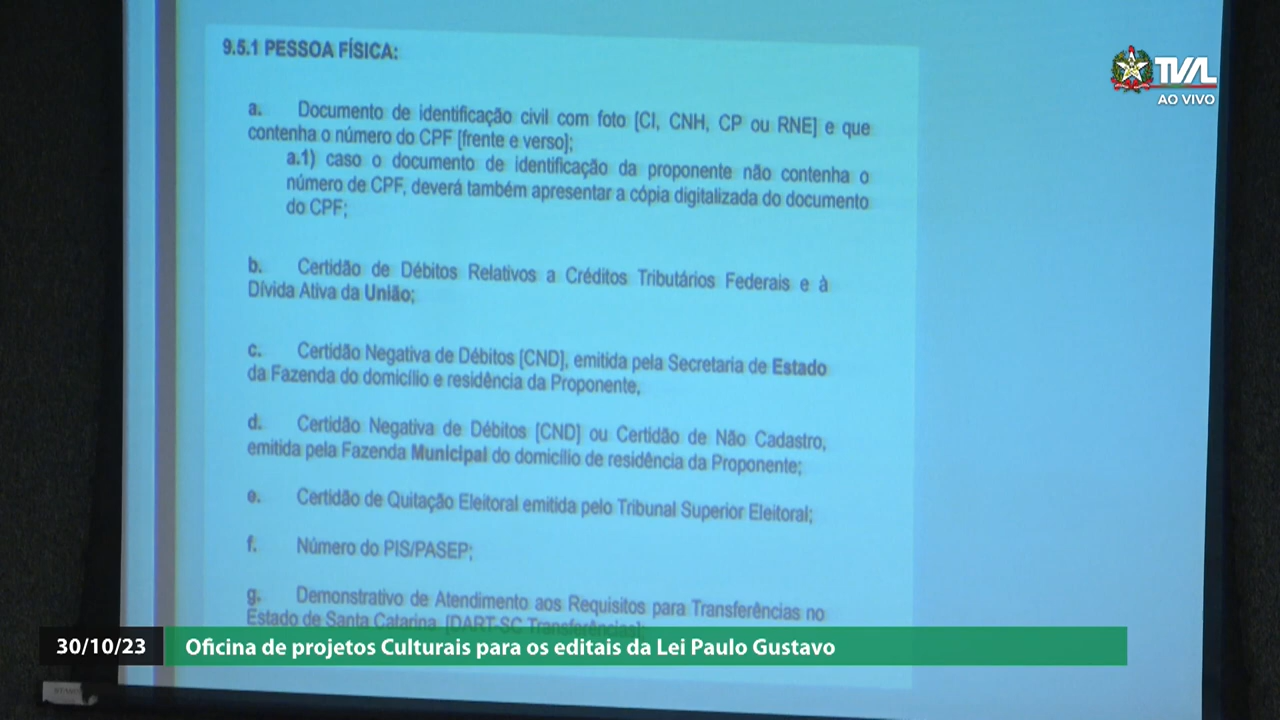 9.5.1 PESSOA FÍSICA:
a. Documento de identificação civil com foto [CI, CNH, CP ou RNE] e que
contenha o número do CPF [frente e verso];
a.1) caso o documento de identificação da proponente não contenha o
número de CPF, deverá também apresentar a cópia digitalizada do documento
do CPF;
b. Certidão de Débitos Relativos a Créditos Tributários Federais e à
Dívida Ativa da União;
c. Certidão Negativa de Débitos [CND], emitida pela Secretaria de Estado
da Fazenda do domicílio e residência da Proponente,
d. Certidão Negativa de Débitos [CND] ou Certidão de Não Cadastro,
emitida pela Fazenda Municipal do domicílio de residência da Proponente;
e. Certidão de Quitação Eleitoral emitida pelo Tribunal Superior Eleitoral;
f. Número do PIS/PASEP;
g. Demonstrativo de Atendimento aos Requisitos para Transferências no
Estado de Santa Catarina, [DART-SC Transferências];
TVAL
AO VIVO
30/10/23 Oficina de projetos Culturais para os editais da Lei Paulo Gustavo